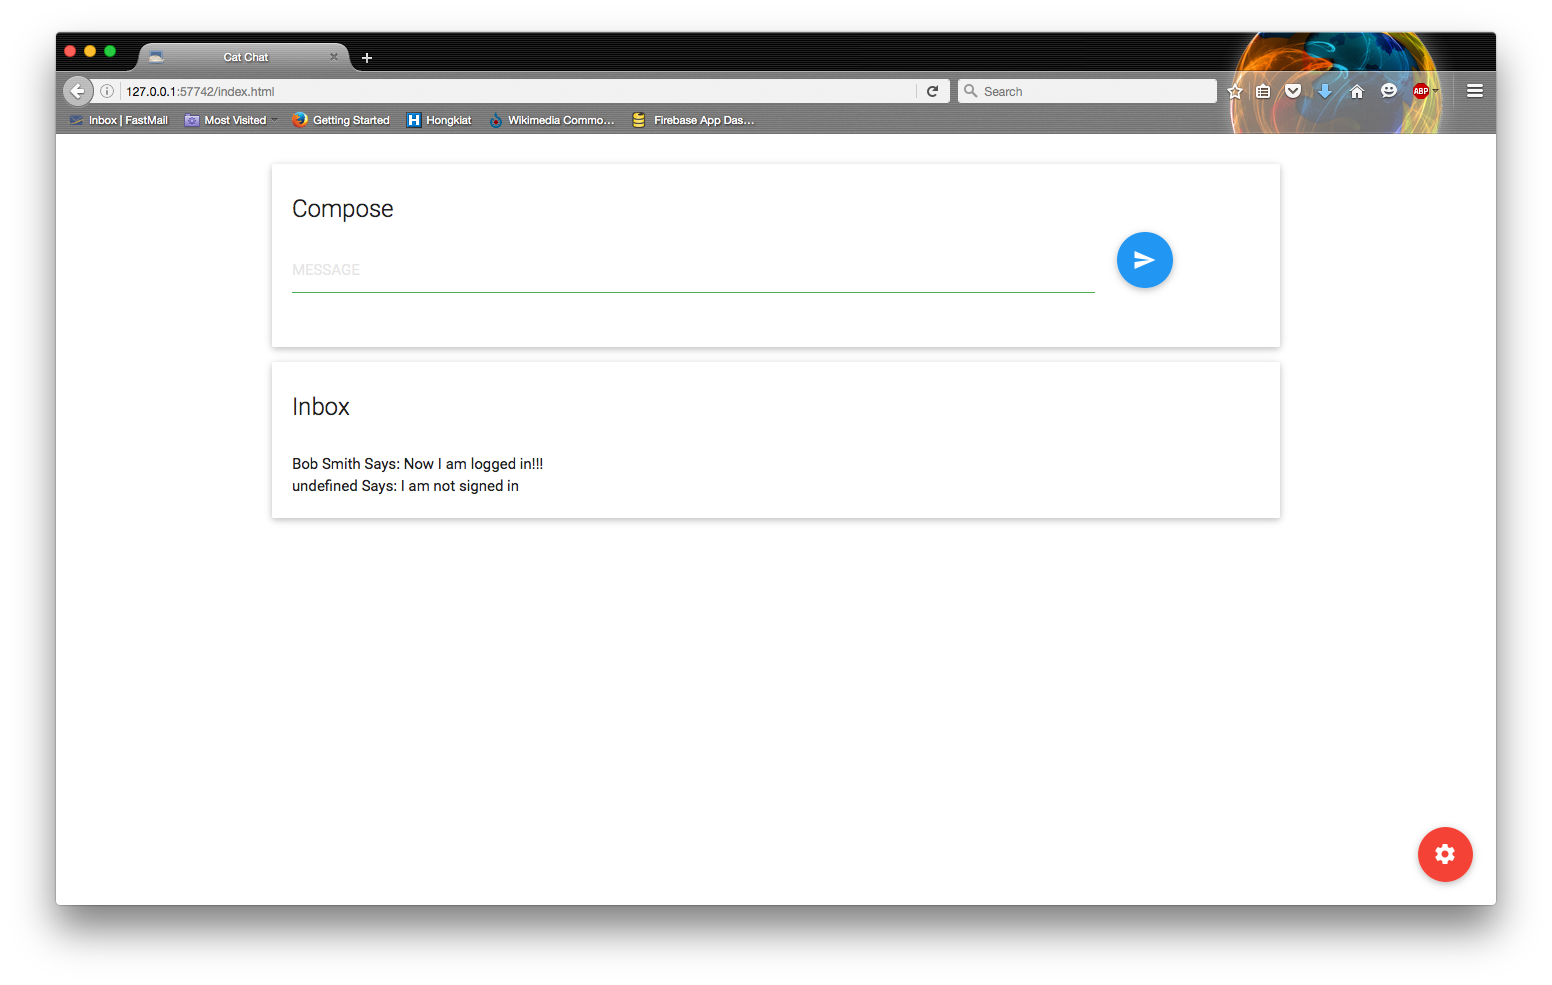 Cat Chat
127.0.0.1:57742/index.html
Search
ABP
Inbox | FastMail
Most Visited
Getting Started
H Hongkiat
Wikimedia Commo...
Firebase App Das...
Compose
MESSAGE
Inbox
Bob Smith Says: Now I am logged in!!!
undefined Says: I am not signed in